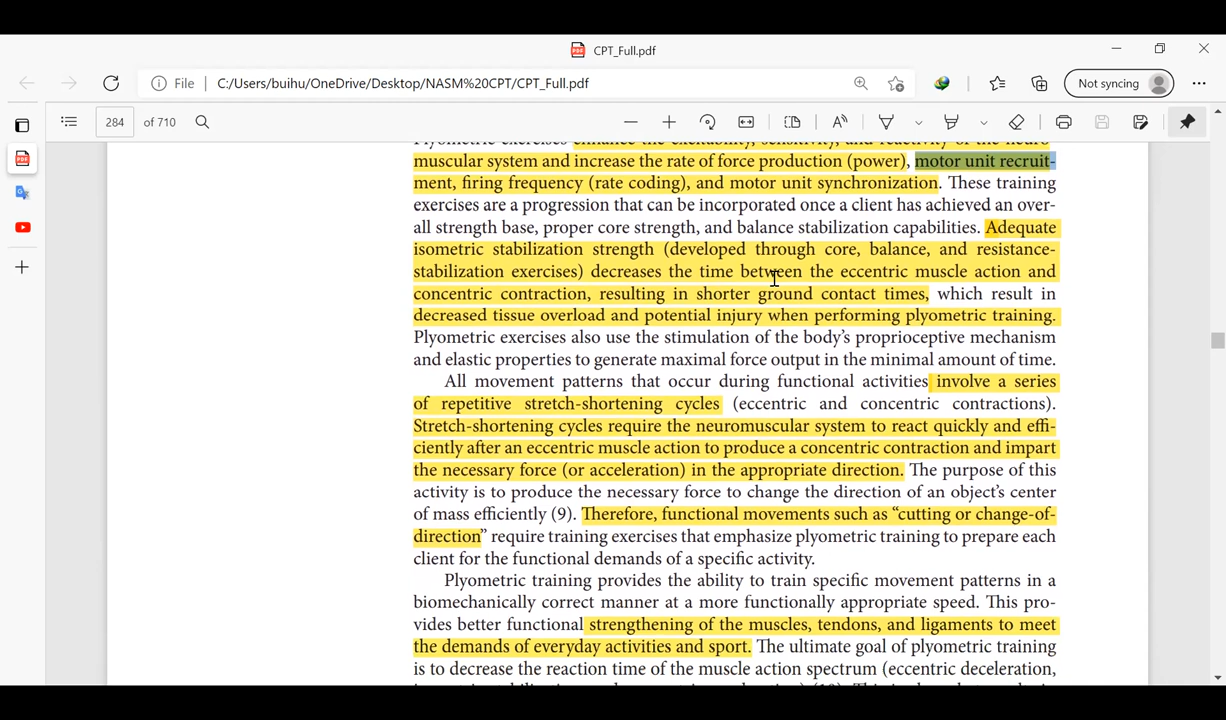 CPT_Full.pdf
File C:/Users/buihu/OneDrive/Desktop/NASM%20CPT/CPT_Full.pdf
Not syncing
284 of 710
Plyometric exercises enhance the excitability, sensitivity, and reactivity of the neuro-
muscular system and increase the rate of force production (power), motor unit recruit-
ment, firing frequency (rate coding), and motor unit synchronization. These training
exercises are a progression that can be incorporated once a client has achieved an over-
all strength base, proper core strength, and balance stabilization capabilities. Adequate
isometric stabilization strength (developed through core, balance, and resistance-
stabilization exercises) decreases the time between the eccentric muscle action and
concentric contraction, resulting in shorter ground contact times, which result in
decreased tissue overload and potential injury when performing plyometric training.
Plyometric exercises also use the stimulation of the body's proprioceptive mechanism
and elastic properties to generate maximal force output in the minimal amount of time.
All movement patterns that occur during functional activities involve a series
of repetitive stretch-shortening cycles (eccentric and concentric contractions).
Stretch-shortening cycles require the neuromuscular system to react quickly and effi-
ciently after an eccentric muscle action to produce a concentric contraction and impart
the necessary force (or acceleration) in the appropriate direction. The purpose of this
activity is to produce the necessary force to change the direction of an object's center
of mass efficiently (9). Therefore, functional movements such as “cutting or change-of-
direction” require training exercises that emphasize plyometric training to prepare each
client for the functional demands of a specific activity.
Plyometric training provides the ability to train specific movement patterns in a
biomechanically correct manner at a more functionally appropriate speed. This pro-
vides better functional strengthening of the muscles, tendons, and ligaments to meet
the demands of everyday activities and sport. The ultimate goal of plyometric training
is to decrease the reaction time of the muscle action spectrum (eccentric deceleration,